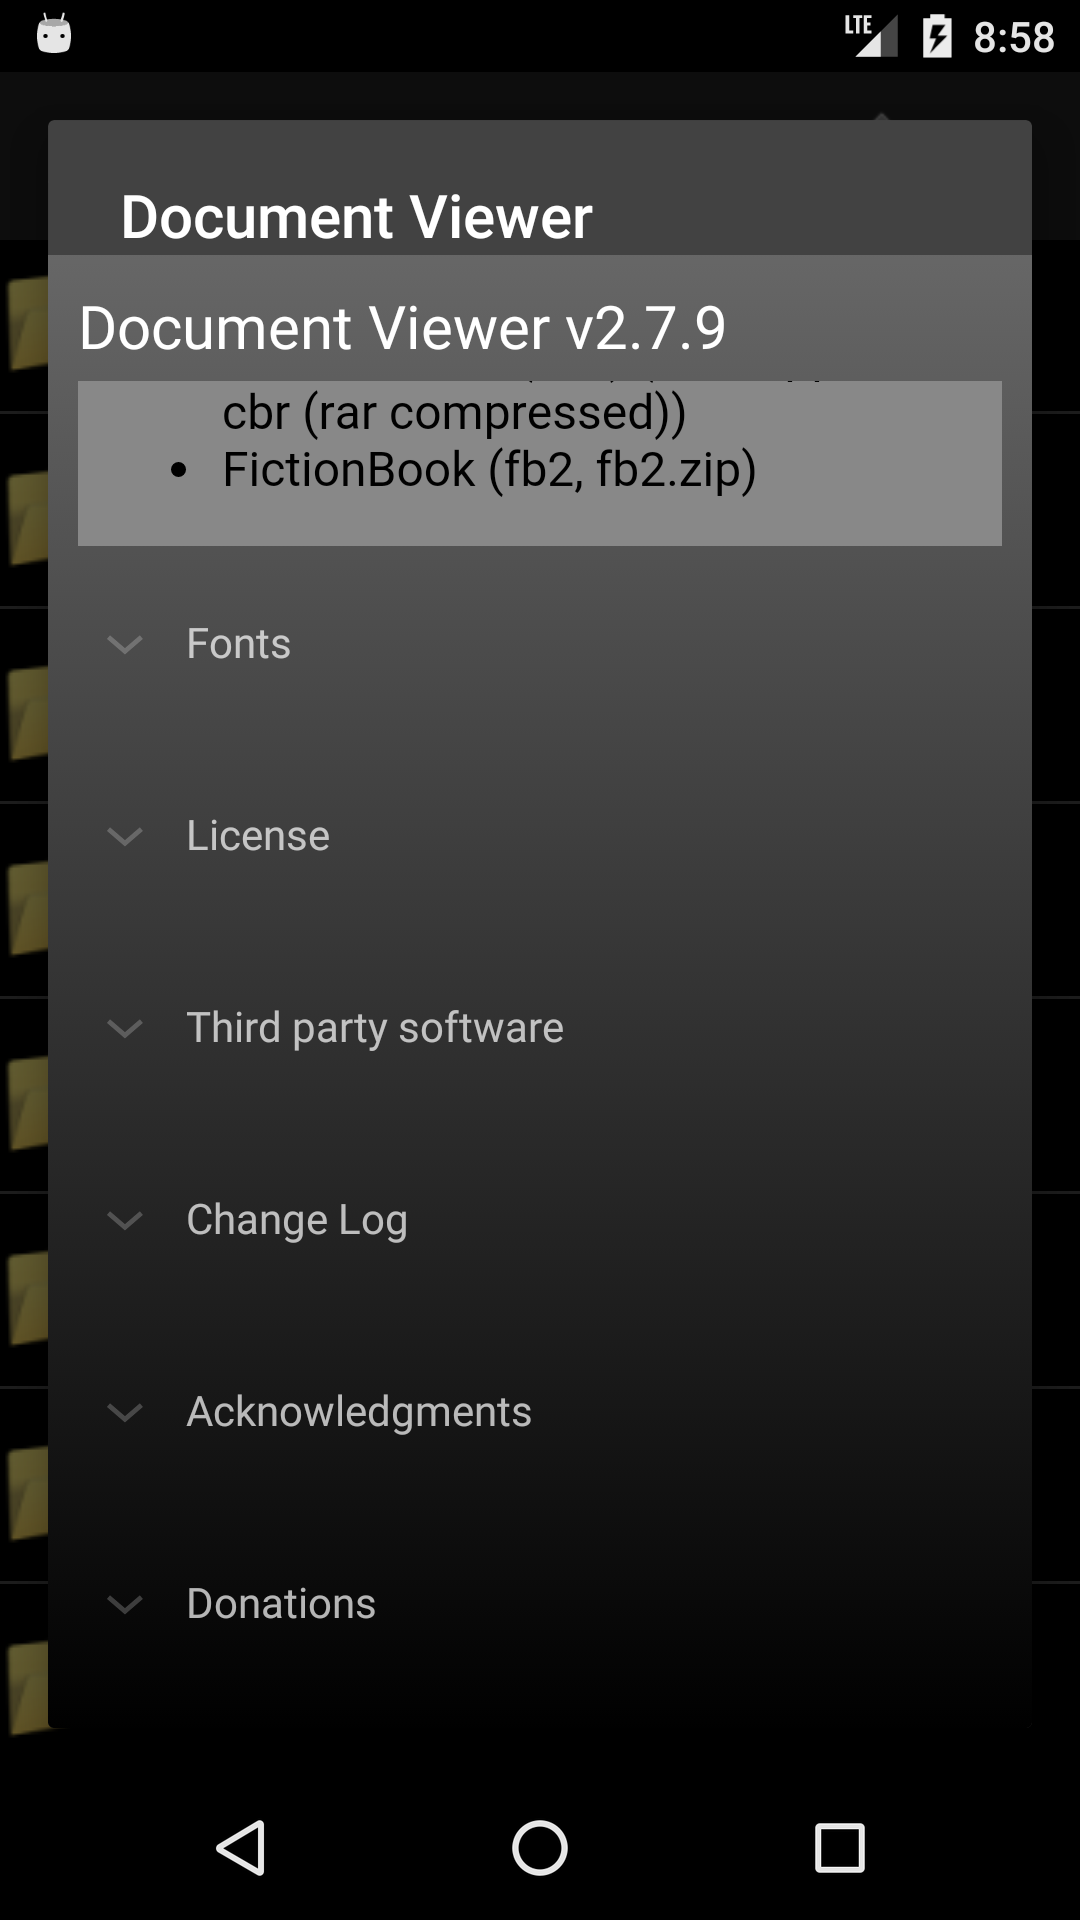 LTE 8:58
Document Viewer
Document Viewer v2.7.9
cbr (rar compressed))
• FictionBook (fb2, fb2.zip)
Fonts
License
Third party software
Change Log
Acknowledgments
Donations